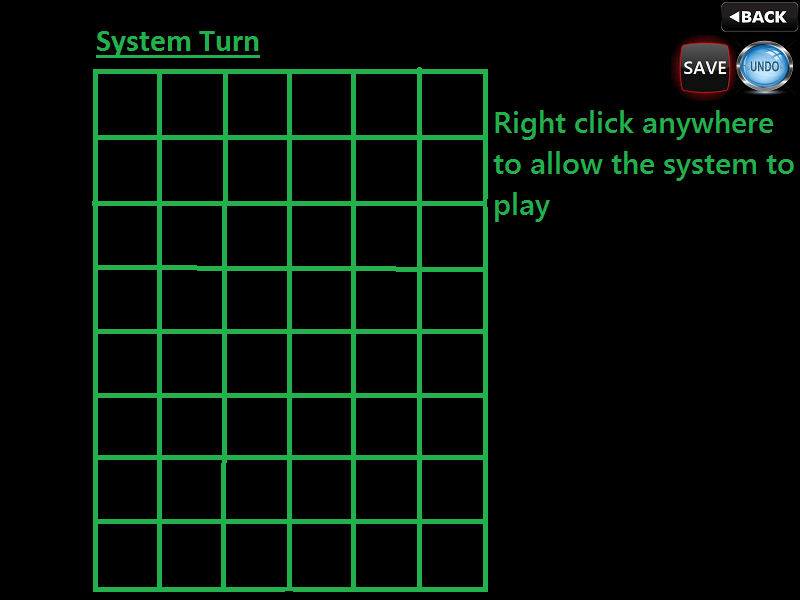 BACK
System Turn
SAVE
UNDO
Right click anywhere
to allow the system to
play